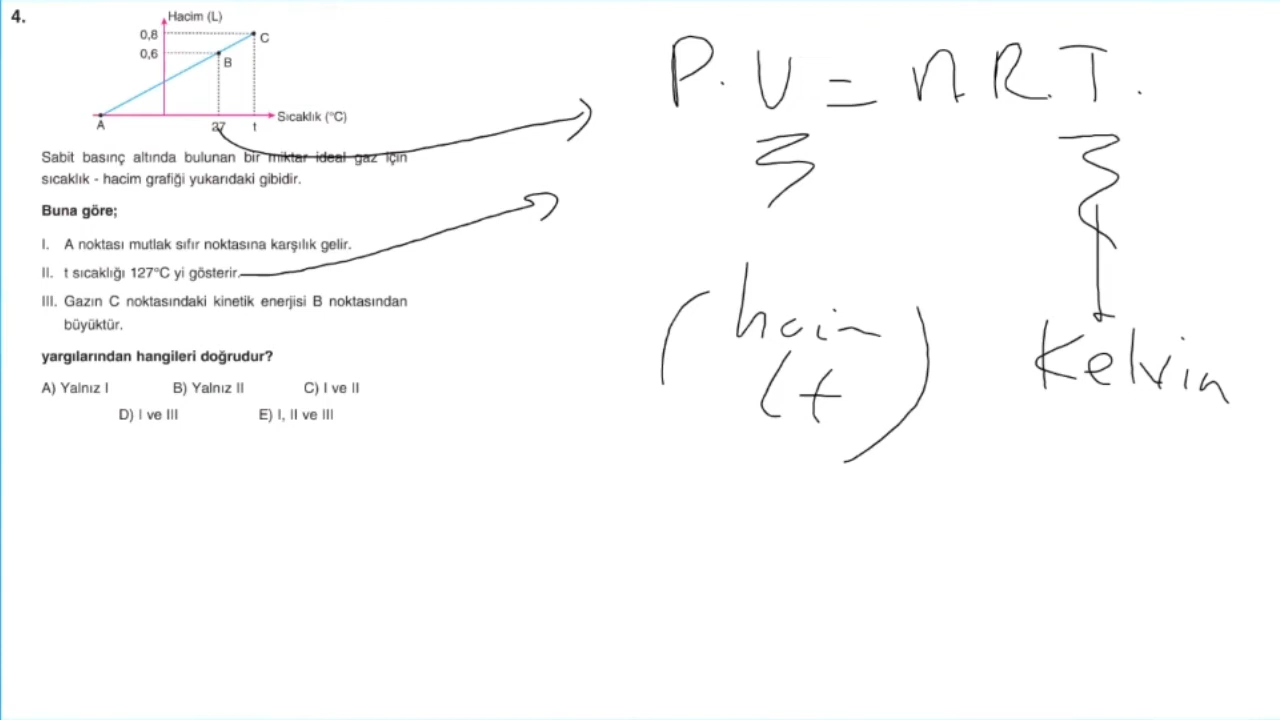 4.
Hacim (L)
0,8
C
0,6
B
A
27
t
Sıcaklık (°C)
Sabit basınç altında bulunan bir miktar ideal gaz için
sıcaklık - hacim grafiği yukarıdaki gibidir.
Buna göre;
I. A noktası mutlak sıfır noktasına karşılık gelir.
II. t sıcaklığı 127°C yi gösterir.
III. Gazın C noktasındaki kinetik enerjisi B noktasından
büyüktür.
yargılarından hangileri doğrudur?
A) Yalnız I B) Yalnız II C) I ve II
D) I ve III E) I, II ve III
P.V = n R.T.
Kelvin